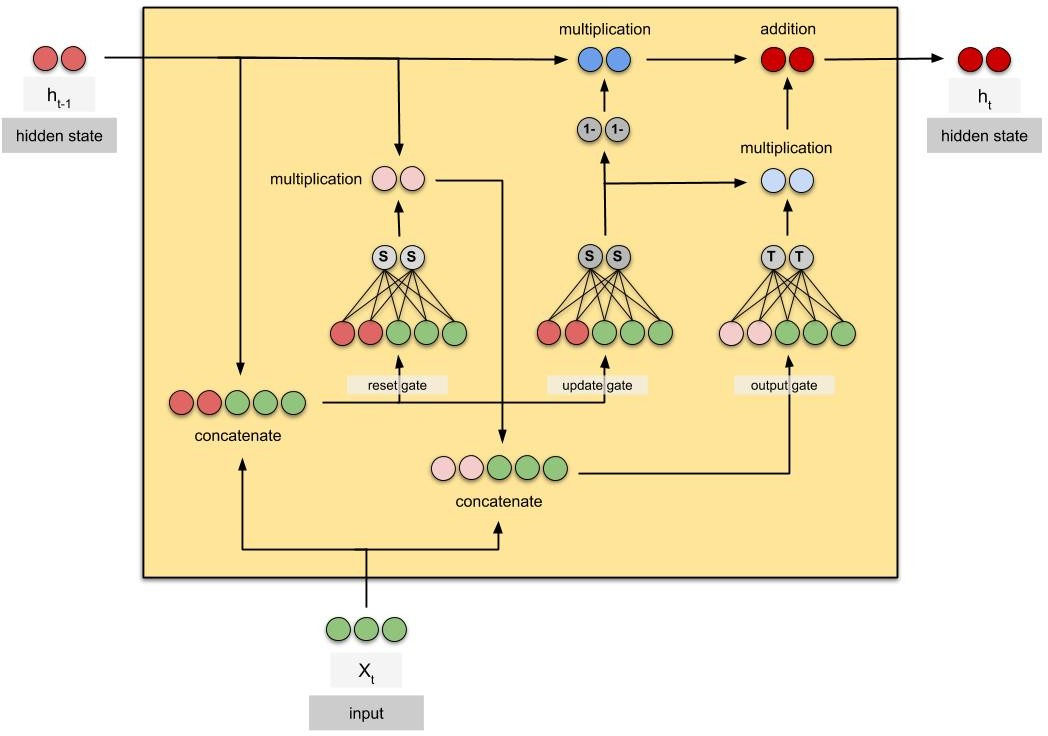 multiplication
addition
h t-1
hidden state
1- 1-
h t
hidden state
multiplication
multiplication
S S
S S
T T
reset gate
update gate
output gate
concatenate
concatenate
X t
input